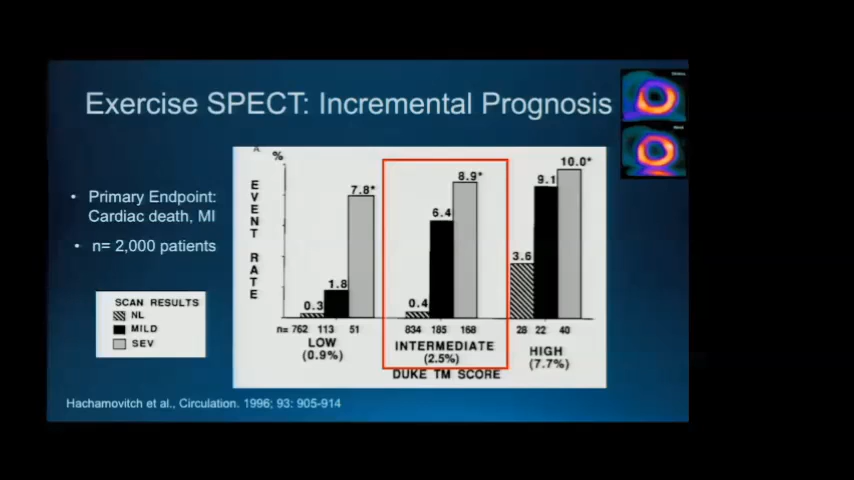 Exercise SPECT: Incremental Prognosis
• Primary Endpoint:
Cardiac death, MI
• n= 2,000 patients
SCAN RESULTS
NL
MILD
SEV
A
%
EVENT RATE
0.3 1.8 7.8*
0.4 6.4 8.9*
3.6 9.1 10.0*
n= 762 113 51 834 185 168 28 22 40
LOW
(0.9%)
INTERMEDIATE
(2.5%)
HIGH
(7.7%)
DUKE TM SCORE
Hachamovitch et al., Circulation. 1996; 93: 905-914